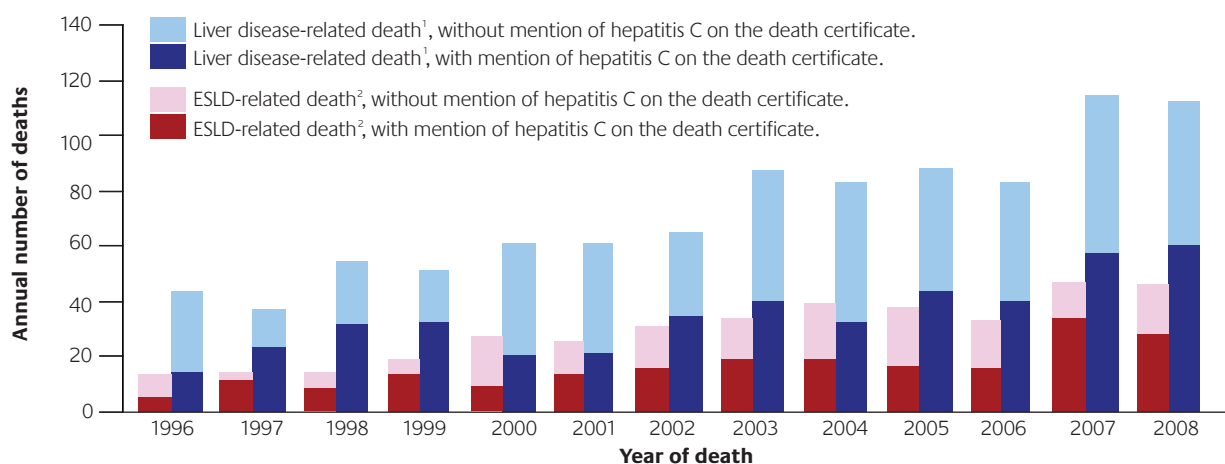 Liver disease-related death¹, without mention of hepatitis C on the death certificate.
Liver disease-related death¹, with mention of hepatitis C on the death certificate.
ESLD-related death², without mention of hepatitis C on the death certificate.
ESLD-related death², with mention of hepatitis C on the death certificate.
Annual number of deaths
140
120
100
80
60
40
20
0
1996 1997 1998 1999 2000 2001 2002 2003 2004 2005 2006 2007 2008
Year of death